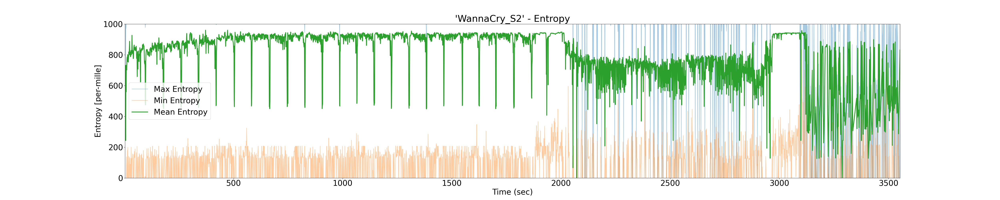 'WannaCry_S2' - Entropy
1000
800
600
400
200
0
Entropy [per-mille]
Max Entropy
Min Entropy
Mean Entropy
500 1000 1500 2000 2500 3000 3500
Time (sec)